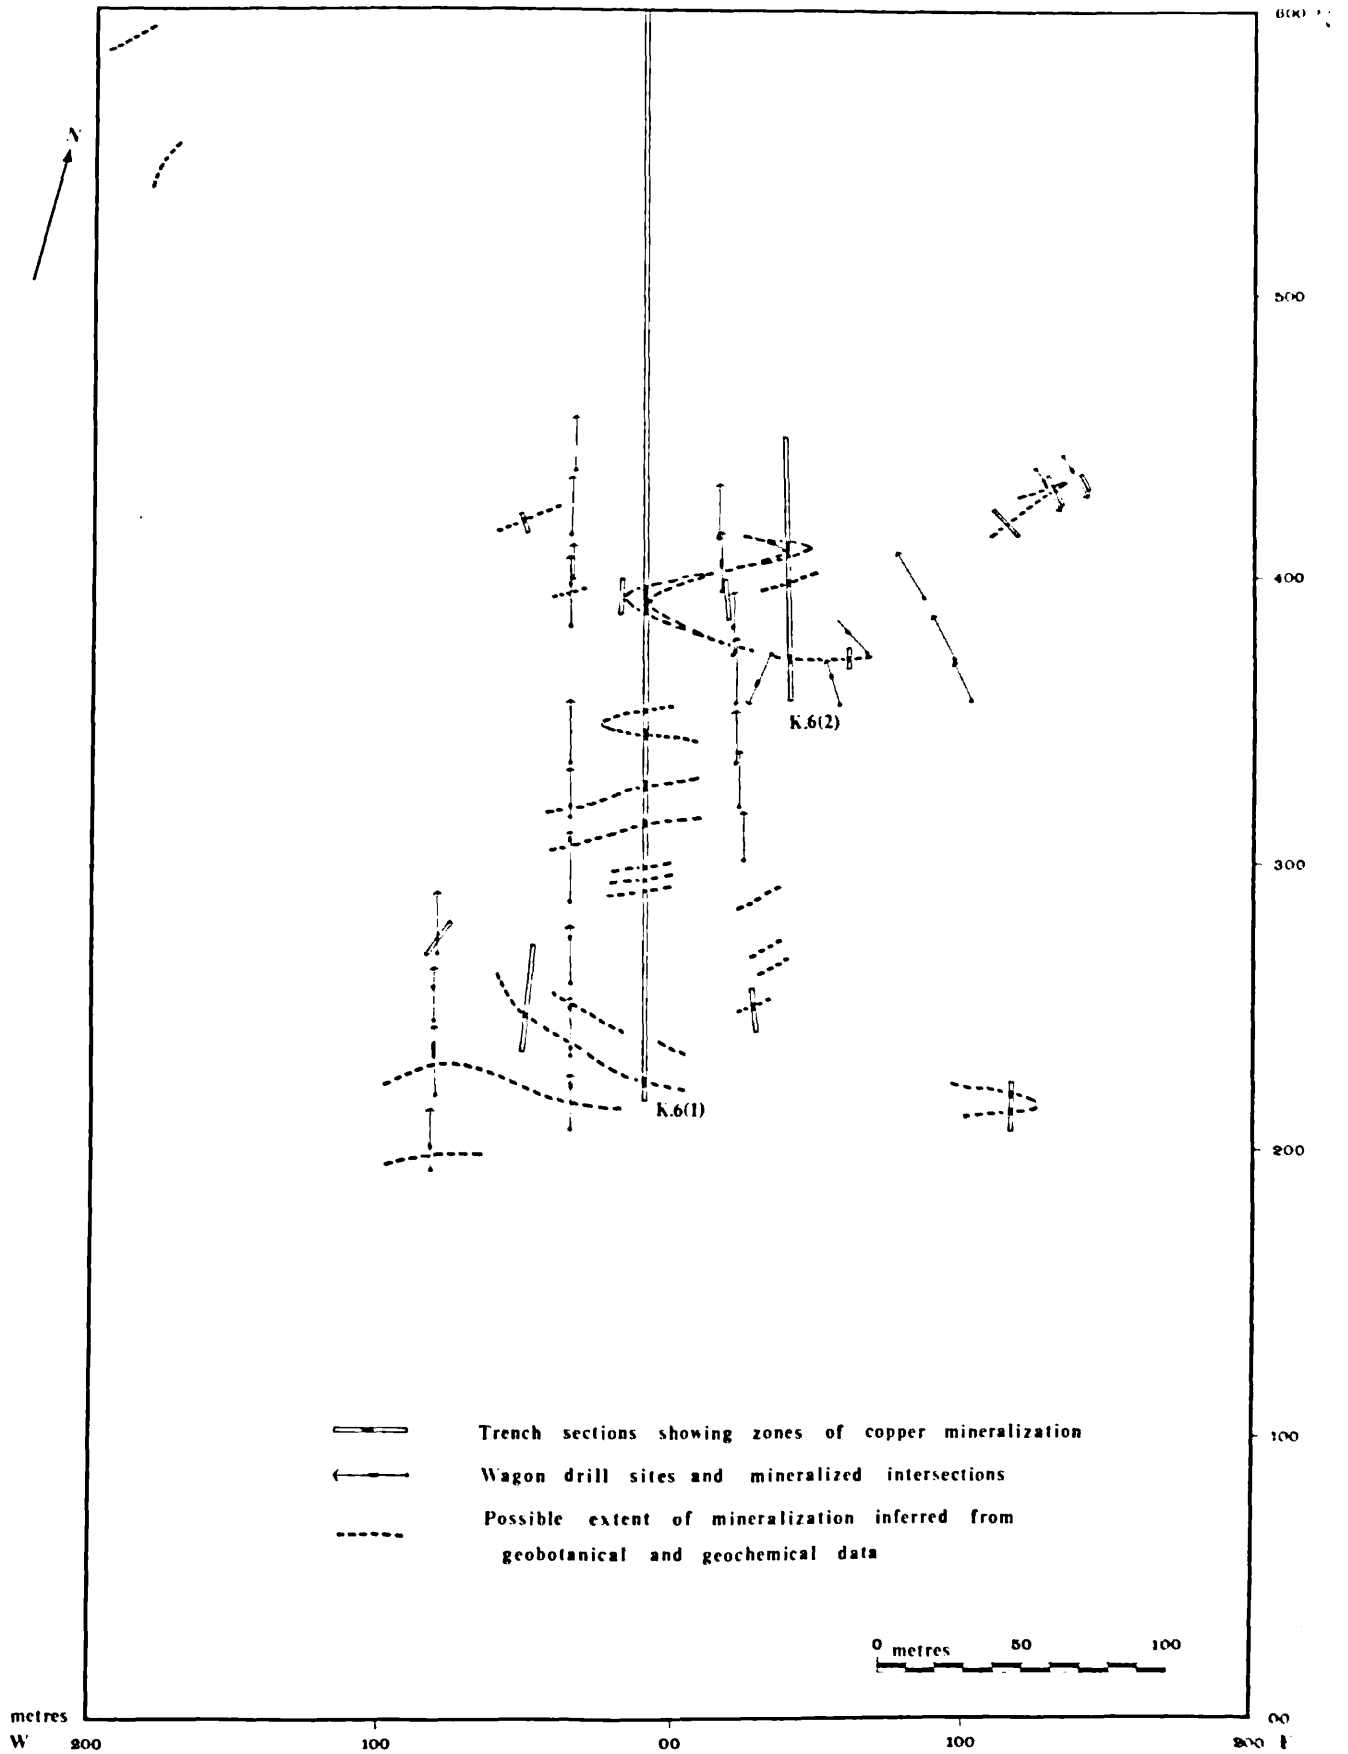 600
N
500
400
K.6(2)
300
K.6(1)
200
Trench sections showing zones of copper mineralization
100
Wagon drill sites and mineralized intersections
Possible extent of mineralization inferred from
geobotanical and geochemical data
0 metres 50 100
metres
00
W 200 100 00 100 200